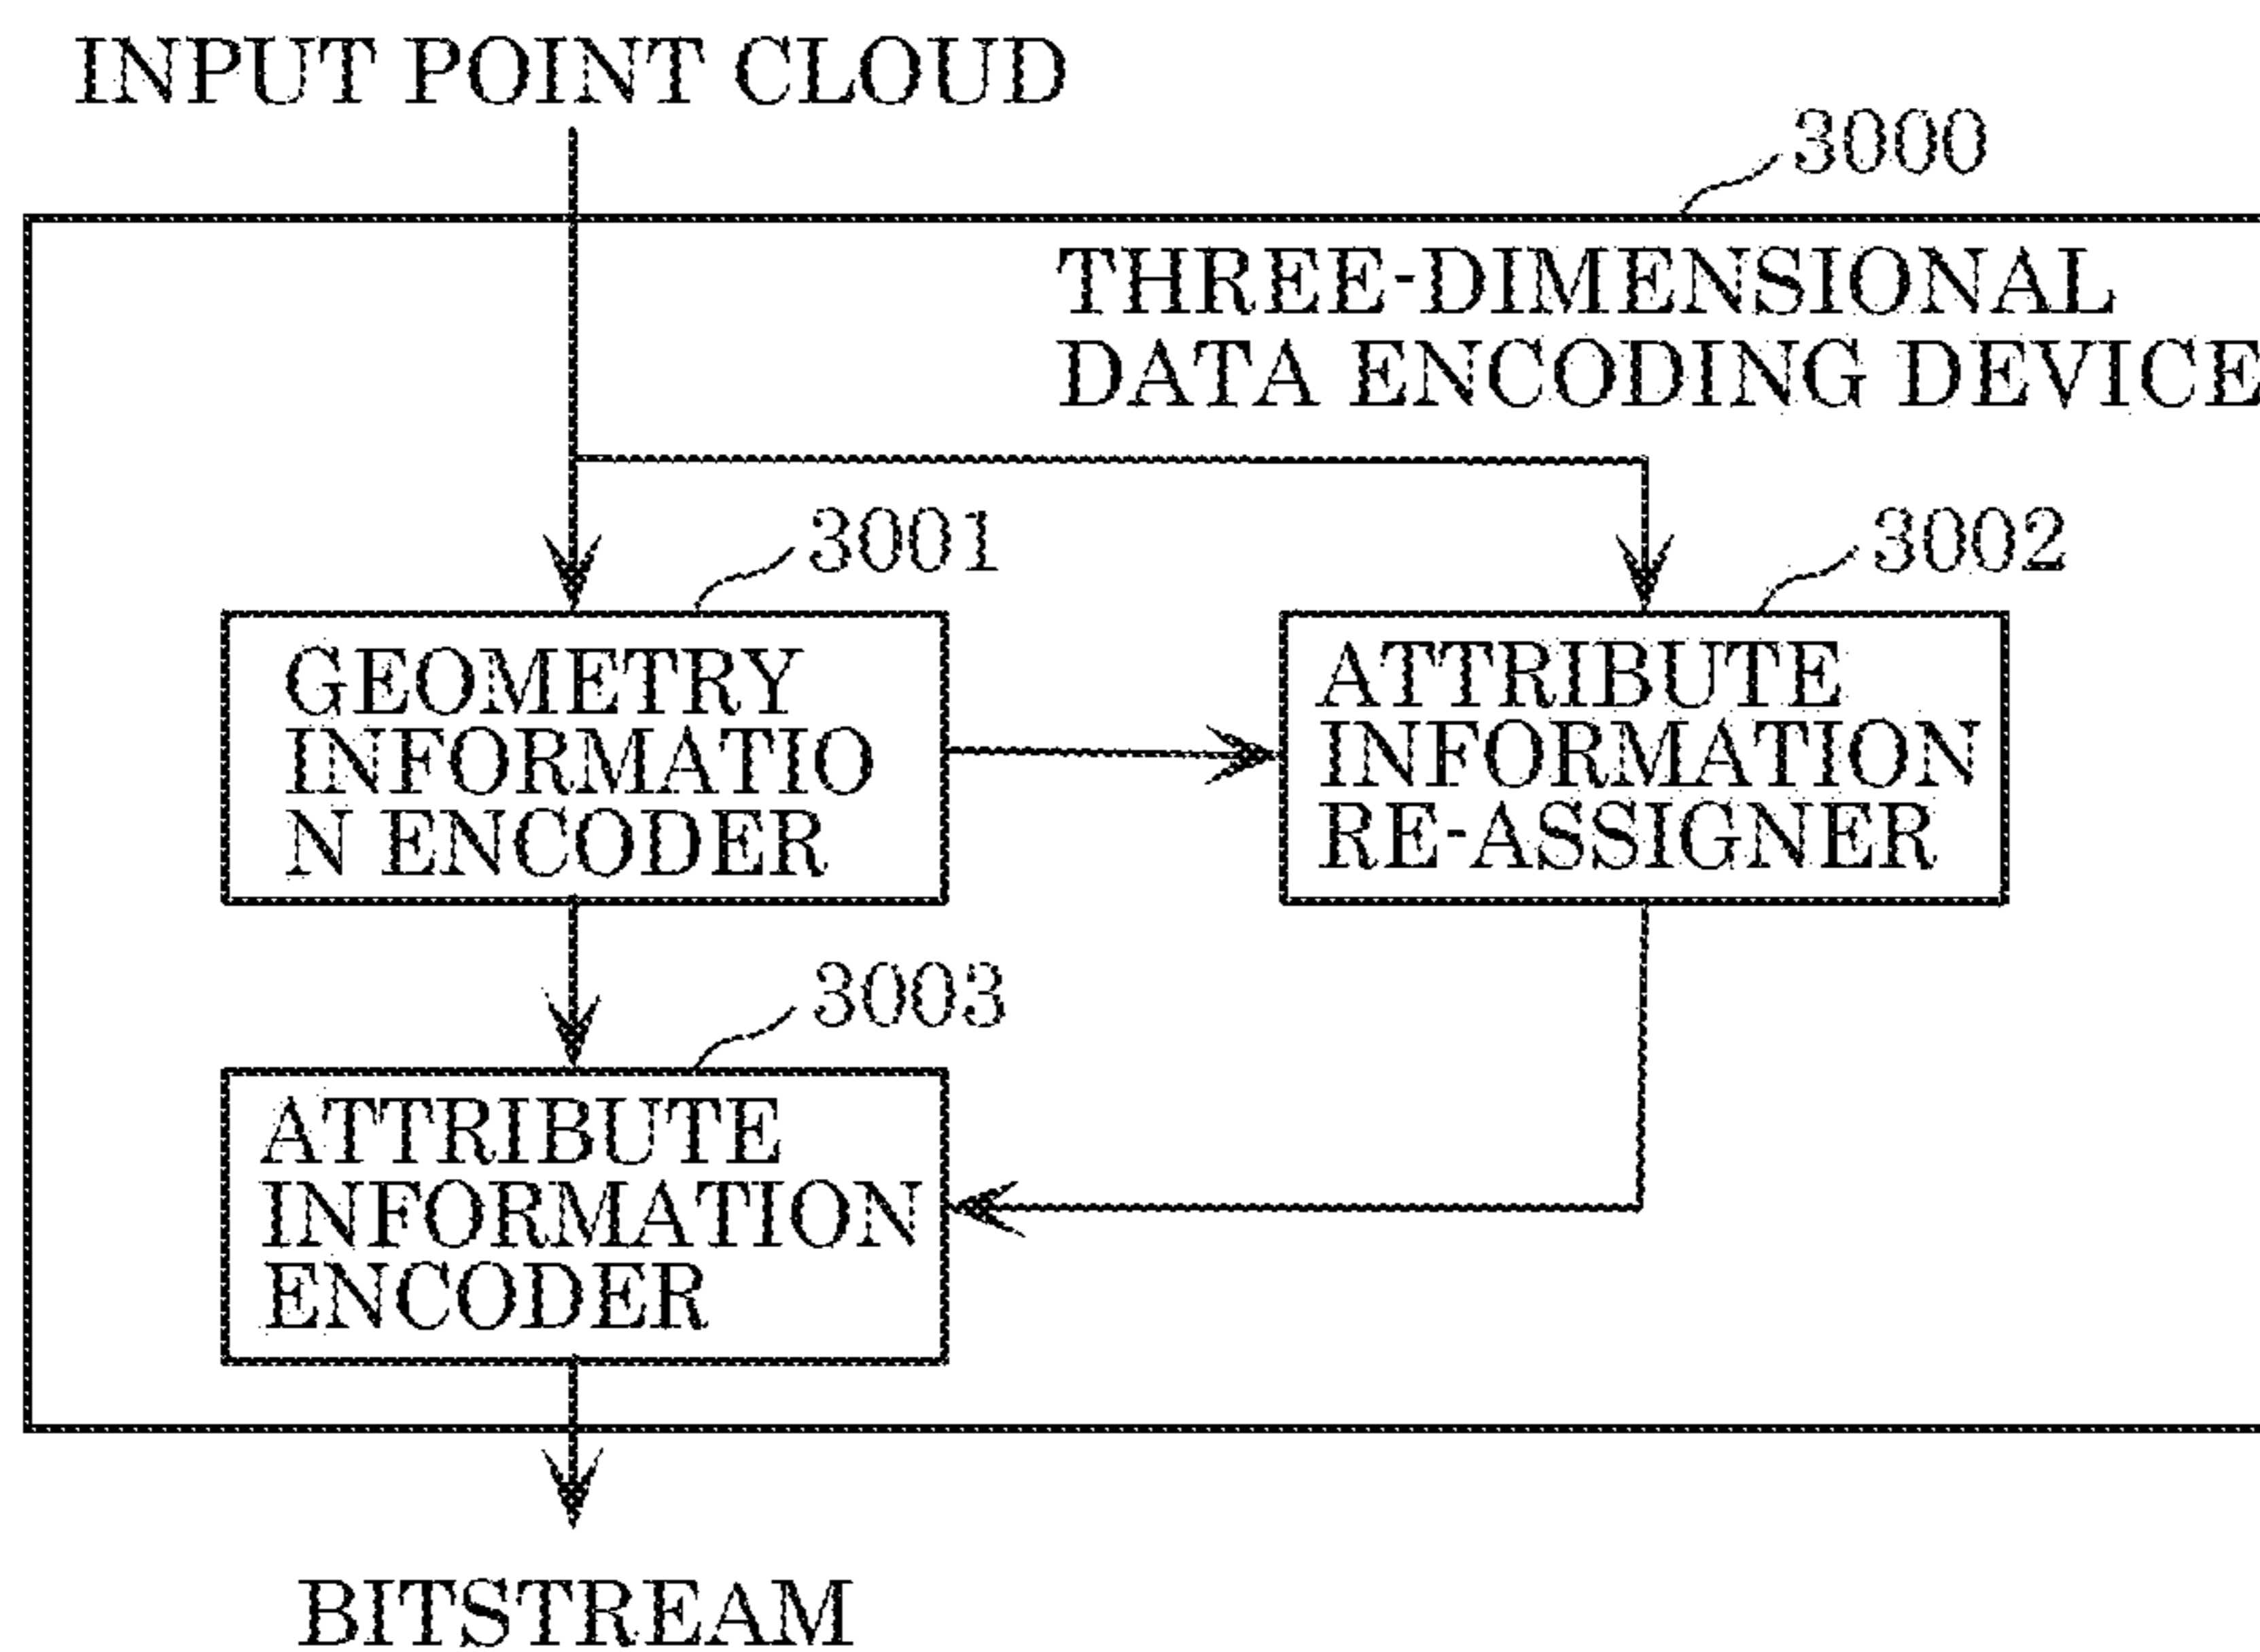 INPUT POINT CLOUD
3000
THREE-DIMENSIONAL
DATA ENCODING DEVICE
3001
3002
GEOMETRY
INFORMATIO
N ENCODER
ATTRIBUTE
INFORMATION
RE-ASSIGNER
3003
ATTRIBUTE
INFORMATION
ENCODER
BITSTREAM